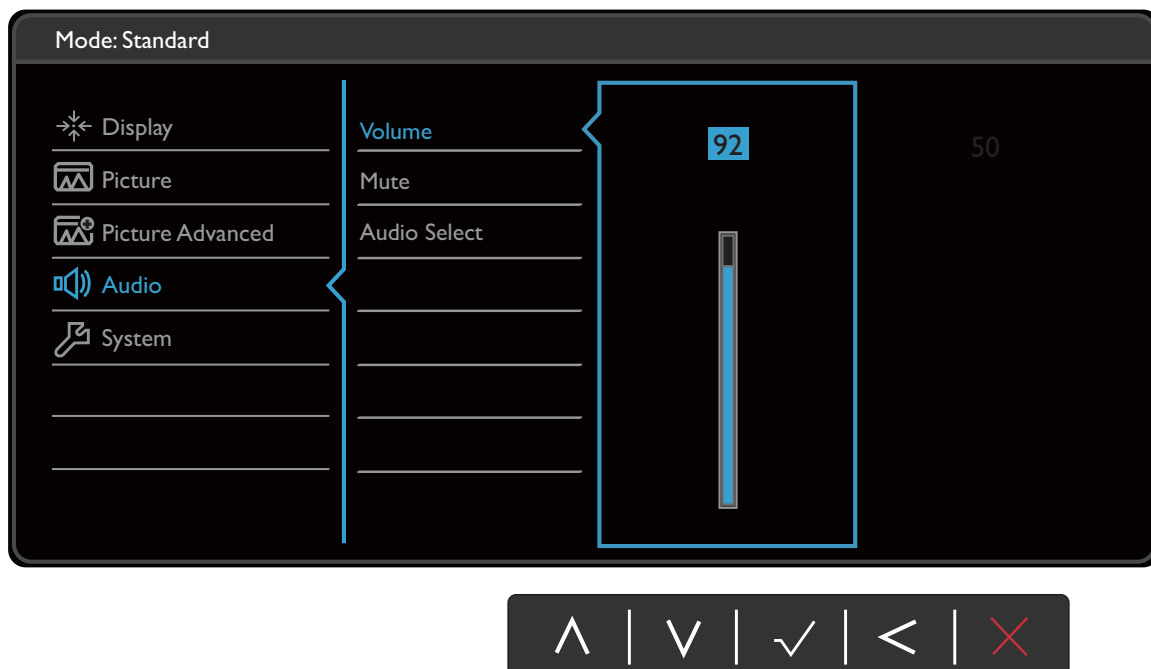 Mode: Standard
Display
Picture
Picture Advanced
Audio
System
Volume
Mute
Audio Select
92
50